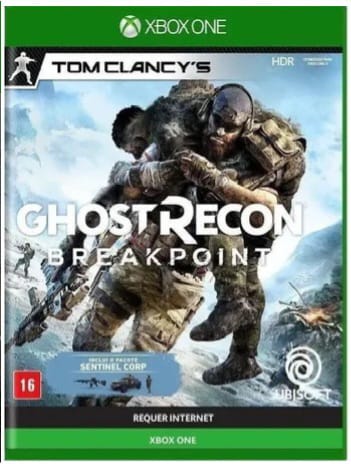 XBOX ONE
TOM CLANCY'S
HDR
GHOST RECON
BREAKPOINT
INCLUI O PACOTE
SENTINEL CORP
16
UBISOFT
REQUER INTERNET
XBOX ONE